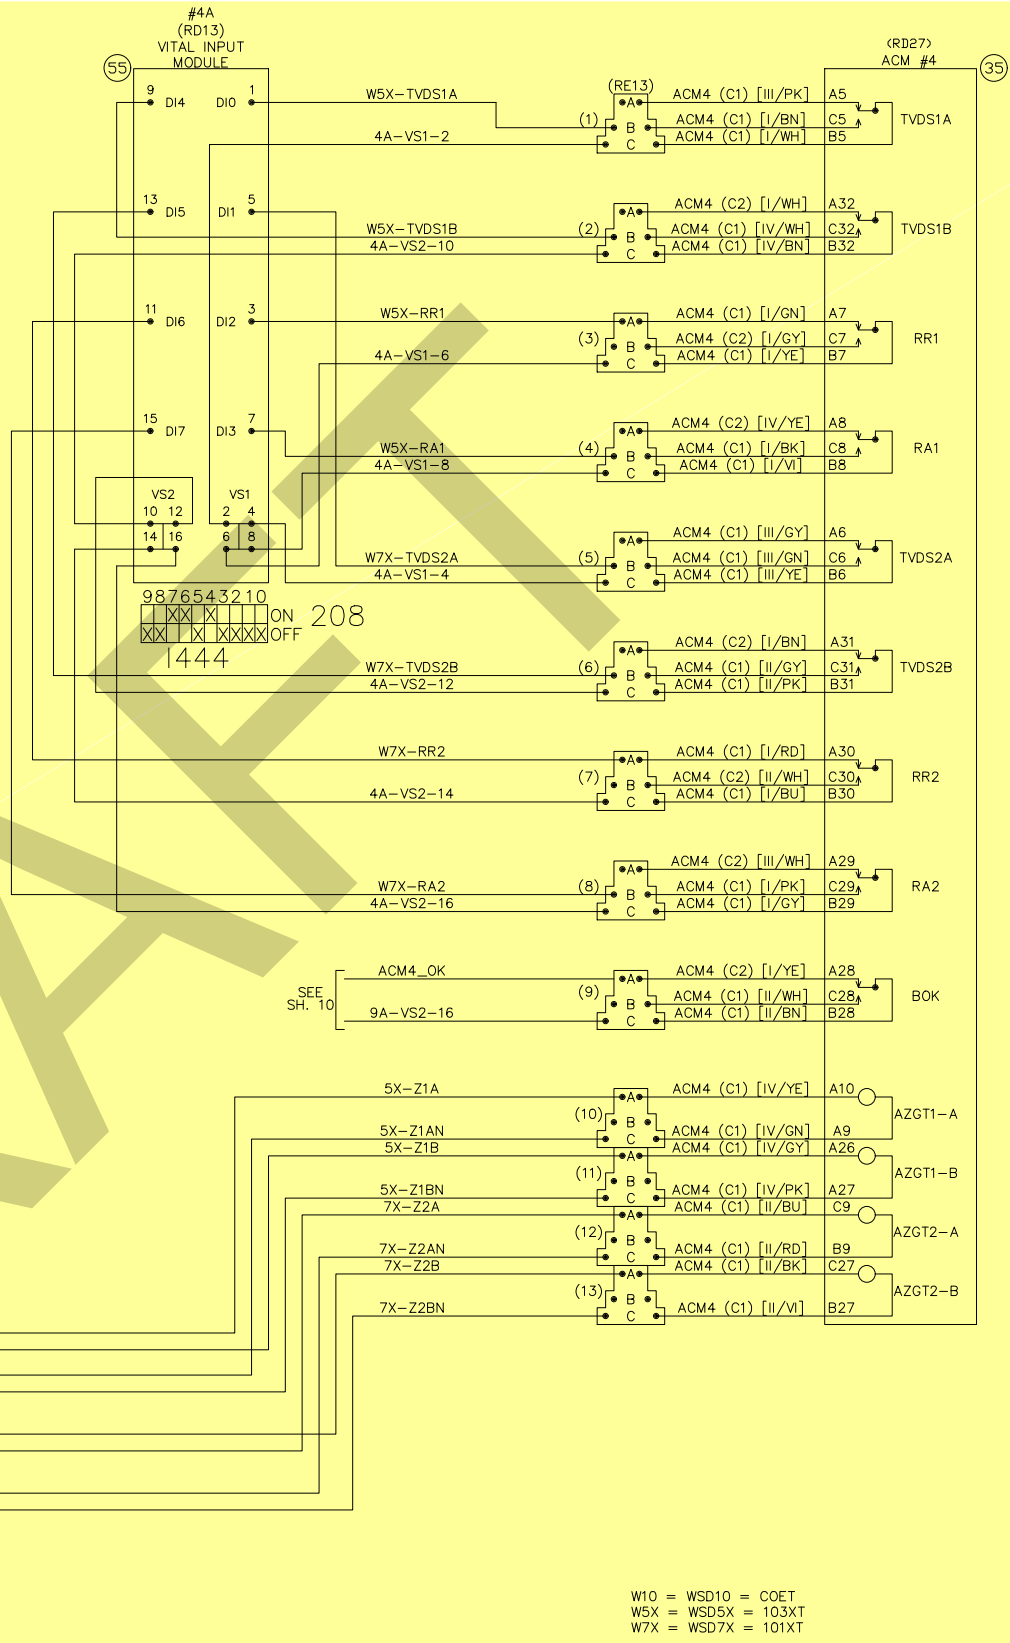 #4A
(RD13)
VITAL INPUT
MODULE
55
(RD27)
ACM #4
35
9 DI4 DI0 1
W5X-TVDS1A
(RE13)
(1) A B C
ACM4 (C1) [III/PK] A5
ACM4 (C1) [I/BN] C5
TVDS1A
4A-VS1-2
ACM4 (C1) [I/WH] B5
13 DI5 DI1 5
ACM4 (C2) [I/WH] A32
W5X-TVDS1B
(2) A B C
ACM4 (C1) [IV/WH] C32
TVDS1B
4A-VS2-10
ACM4 (C1) [IV/BN] B32
11 DI6 DI2 3
W5X-RR1
ACM4 (C1) [I/GN] A7
(3) A B C
ACM4 (C2) [I/GY] C7
RR1
4A-VS1-6
ACM4 (C1) [I/YE] B7
15 DI7 DI3 7
ACM4 (C2) [IV/YE] A8
W5X-RA1
(4) A B C
ACM4 (C1) [I/BK] C8
RA1
4A-VS1-8
ACM4 (C1) [I/VI] B8
VS2 VS1
10 12 2 4
14 16 6 8
ACM4 (C1) [III/GY] A6
W7X-TVDS2A
(5) A B C
ACM4 (C1) [III/GN] C6
TVDS2A
4A-VS1-4
ACM4 (C1) [III/YE] B6
9876543210
XX X ON 208
XX X XXXX OFF
1444
ACM4 (C2) [I/BN] A31
W7X-TVDS2B
(6) A B C
ACM4 (C1) [II/GY] C31
TVDS2B
4A-VS2-12
ACM4 (C1) [II/PK] B31
W7X-RR2
ACM4 (C1) [I/RD] A30
(7) A B C
ACM4 (C2) [II/WH] C30
RR2
4A-VS2-14
ACM4 (C1) [I/BU] B30
ACM4 (C2) [III/WH] A29
W7X-RA2
(8) A B C
ACM4 (C1) [I/PK] C29
RA2
4A-VS2-16
ACM4 (C1) [I/GY] B29
SEE
SH. 10
ACM4_OK
ACM4 (C2) [I/YE] A28
(9) A B C
ACM4 (C1) [II/WH] C28
BOK
9A-VS2-16
ACM4 (C1) [II/BN] B28
5X-Z1A
ACM4 (C1) [IV/YE] A10
(10) A B C
AZGT1-A
5X-Z1AN
ACM4 (C1) [IV/GN] A9
5X-Z1B
ACM4 (C1) [IV/GY] A26
(11) A B C
AZGT1-B
5X-Z1BN
ACM4 (C1) [IV/PK] A27
7X-Z2A
ACM4 (C1) [II/BU] C9
(12) A B C
AZGT2-A
7X-Z2AN
ACM4 (C1) [II/RD] B9
7X-Z2B
ACM4 (C1) [II/BK] C27
(13) A B C
AZGT2-B
7X-Z2BN
ACM4 (C1) [II/VI] B27
W10 = WSD10 = COET
W5X = WSD5X = 103XT
W7X = WSD7X = 101XT
AFT